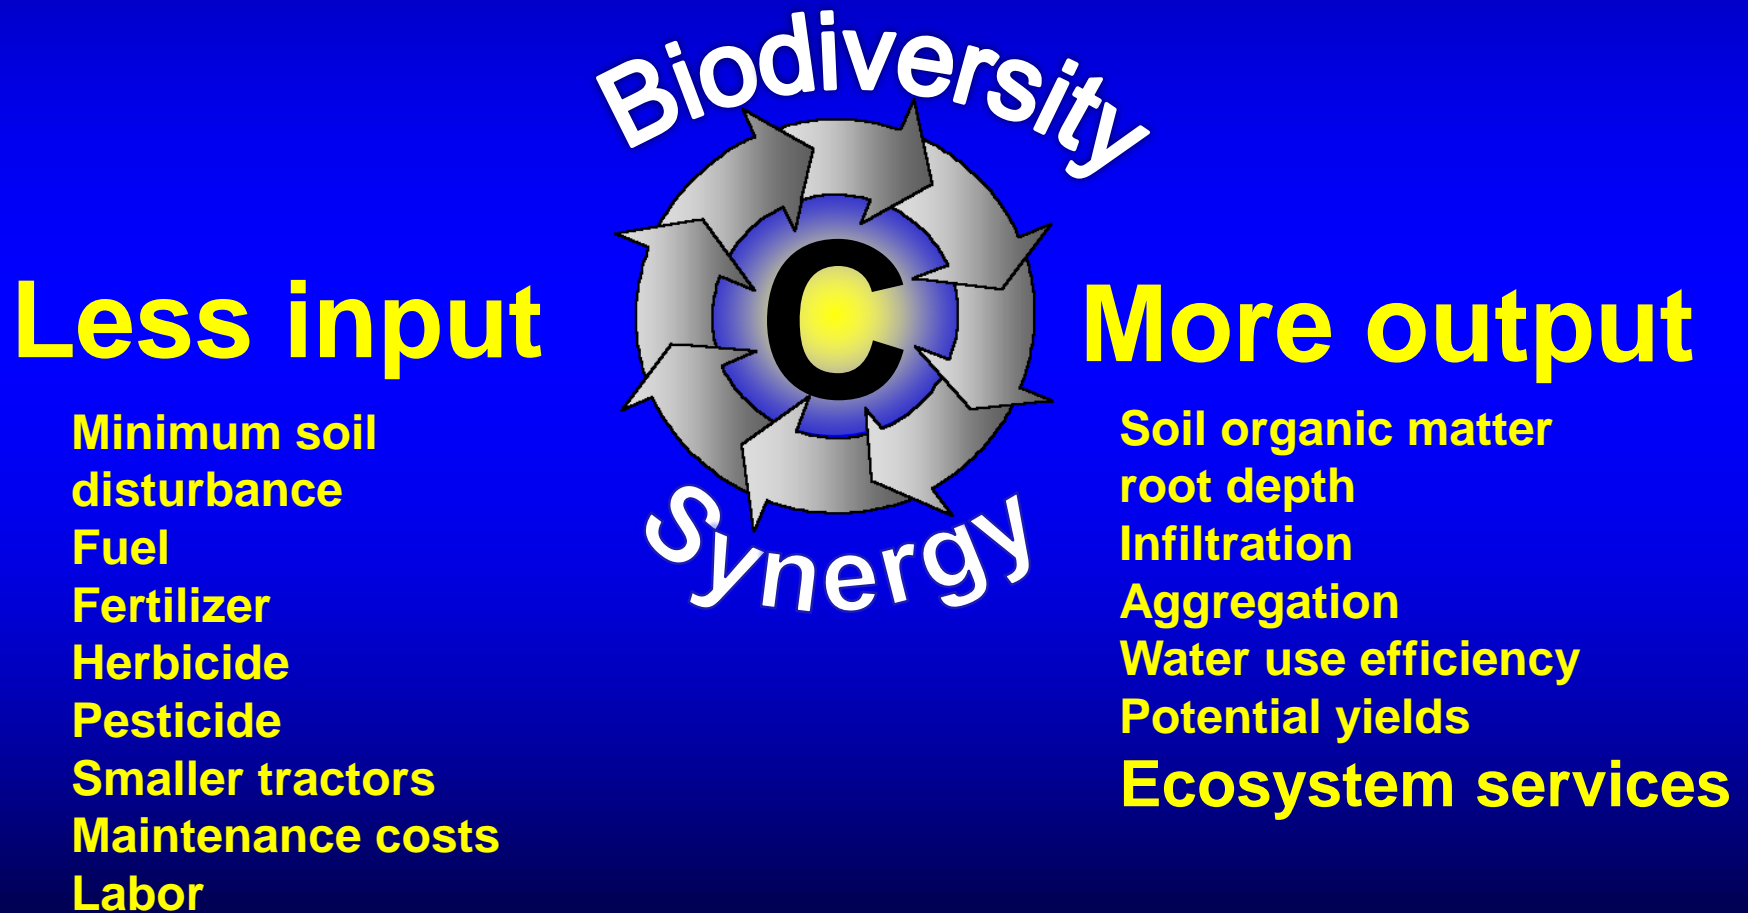 Biodiversity
C
Synergy
Less input
Minimum soil
disturbance
Fuel
Fertilizer
Herbicide
Pesticide
Smaller tractors
Maintenance costs
Labor
More output
Soil organic matter
root depth
Infiltration
Aggregation
Water use efficiency
Potential yields
Ecosystem services